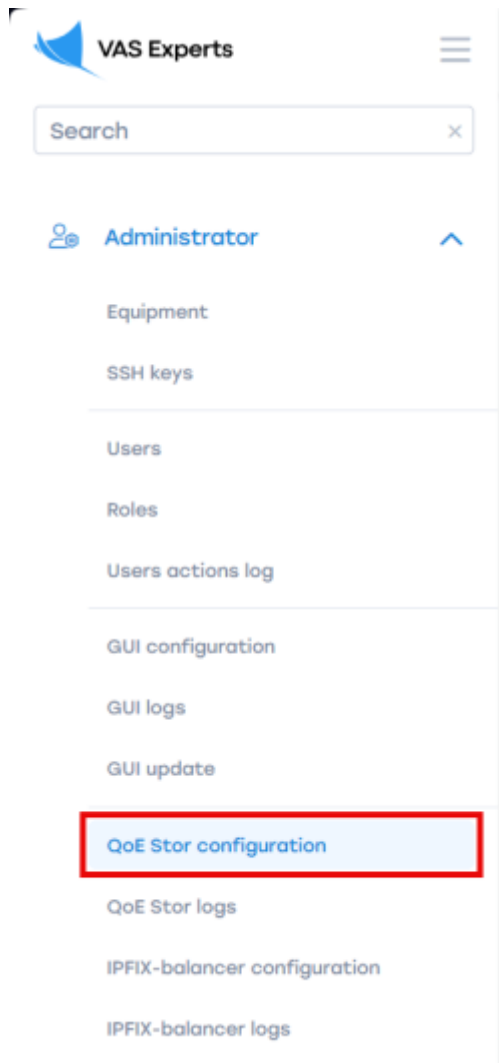 VAS Experts
Search
Administrator
Equipment
SSH keys
Users
Roles
Users actions log
GUI configuration
GUI logs
GUI update
QoE Stor configuration
QoE Stor logs
IPFIX-balancer configuration
IPFIX-balancer logs